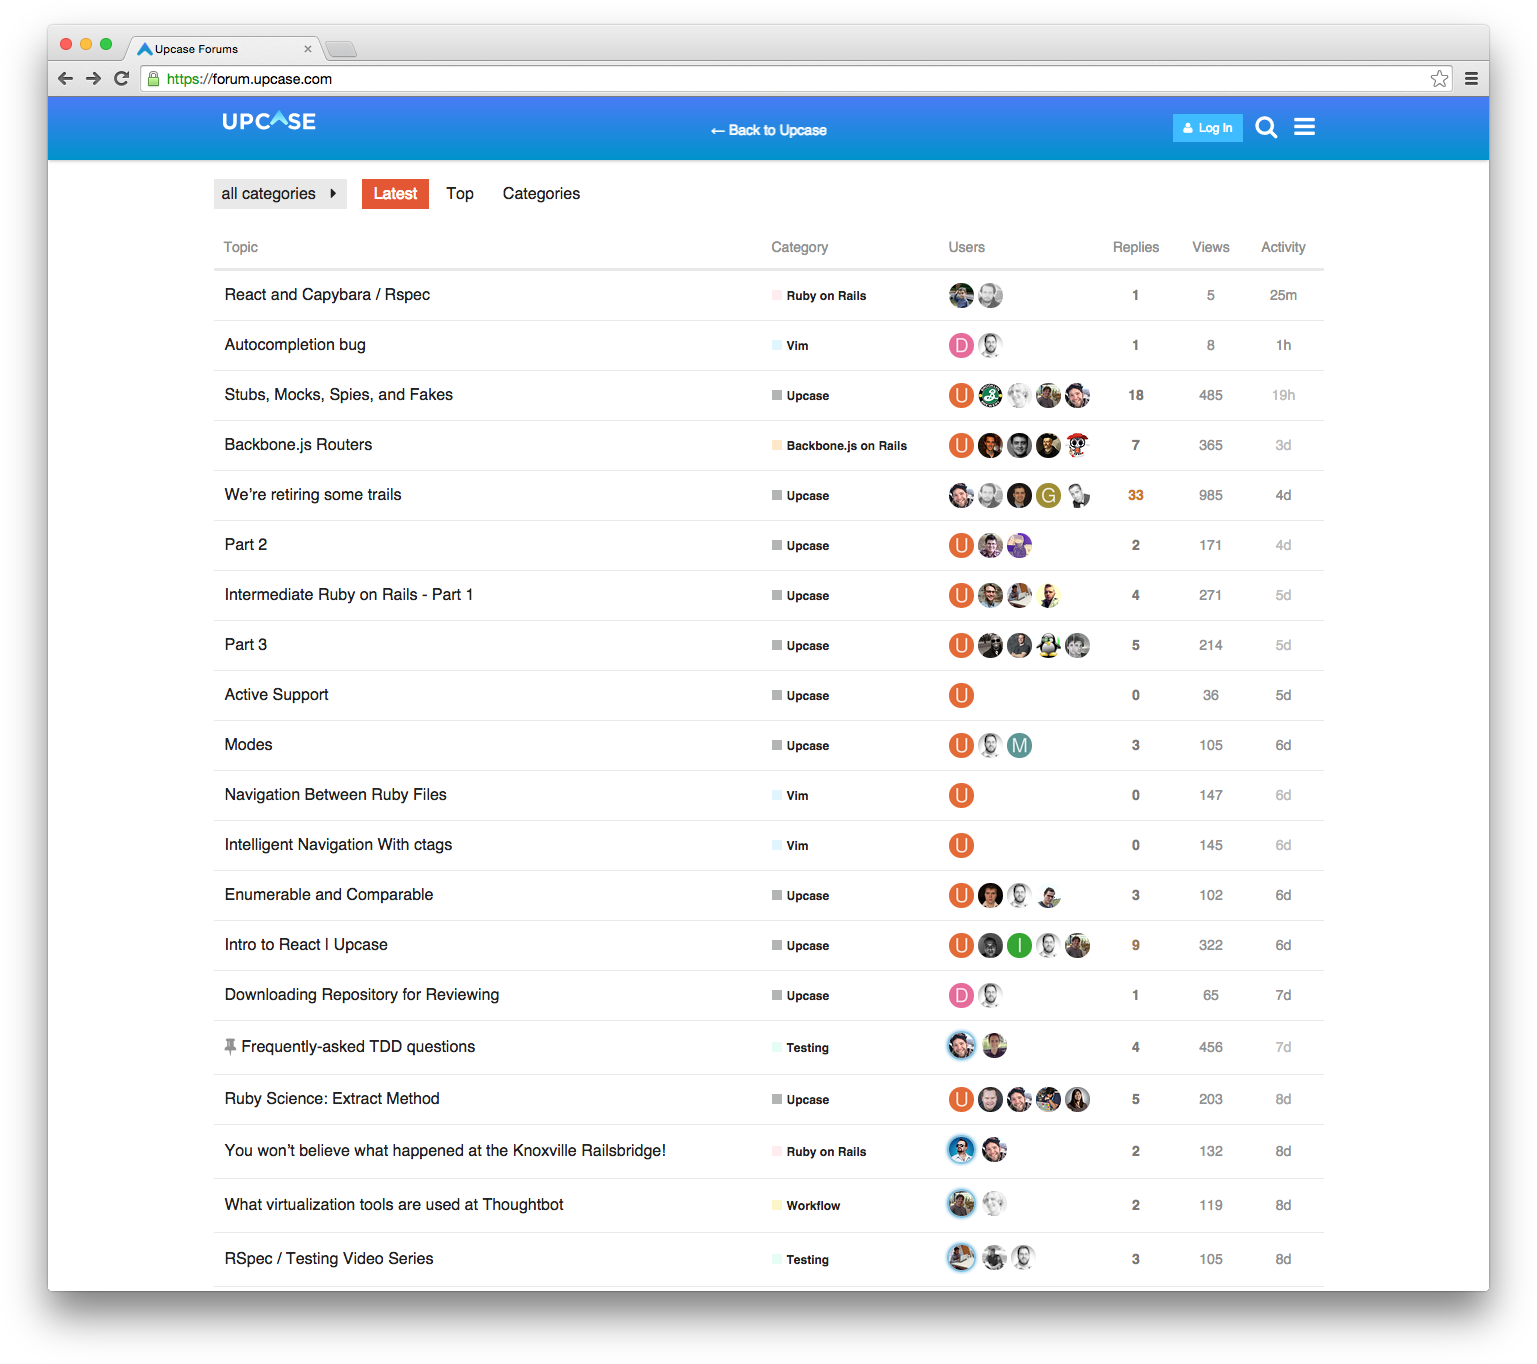 Upcase Forums
https://forum.upcase.com
UPCASE
← Back to Upcase
Log In
all categories
Latest
Top
Categories
Topic Category Users Replies Views Activity
React and Capybara / Rspec Ruby on Rails 1 5 25m
Autocompletion bug Vim D 1 8 1h
Stubs, Mocks, Spies, and Fakes Upcase U 18 485 19h
Backbone.js Routers Backbone.js on Rails U 7 365 3d
We’re retiring some trails Upcase G 33 985 4d
Part 2 Upcase U 2 171 4d
Intermediate Ruby on Rails - Part 1 Upcase U 4 271 5d
Part 3 Upcase U 5 214 5d
Active Support Upcase U 0 36 5d
Modes Upcase U M 3 105 6d
Navigation Between Ruby Files Vim U 0 147 6d
Intelligent Navigation With ctags Vim U 0 145 6d
Enumerable and Comparable Upcase U 3 102 6d
Intro to React | Upcase Upcase U I 9 322 6d
Downloading Repository for Reviewing Upcase D 1 65 7d
Frequently-asked TDD questions Testing 4 456 7d
Ruby Science: Extract Method Upcase U 5 203 8d
You won’t believe what happened at the Knoxville Railsbridge! Ruby on Rails 2 132 8d
What virtualization tools are used at Thoughtbot Workflow 2 119 8d
RSpec / Testing Video Series Testing 3 105 8d